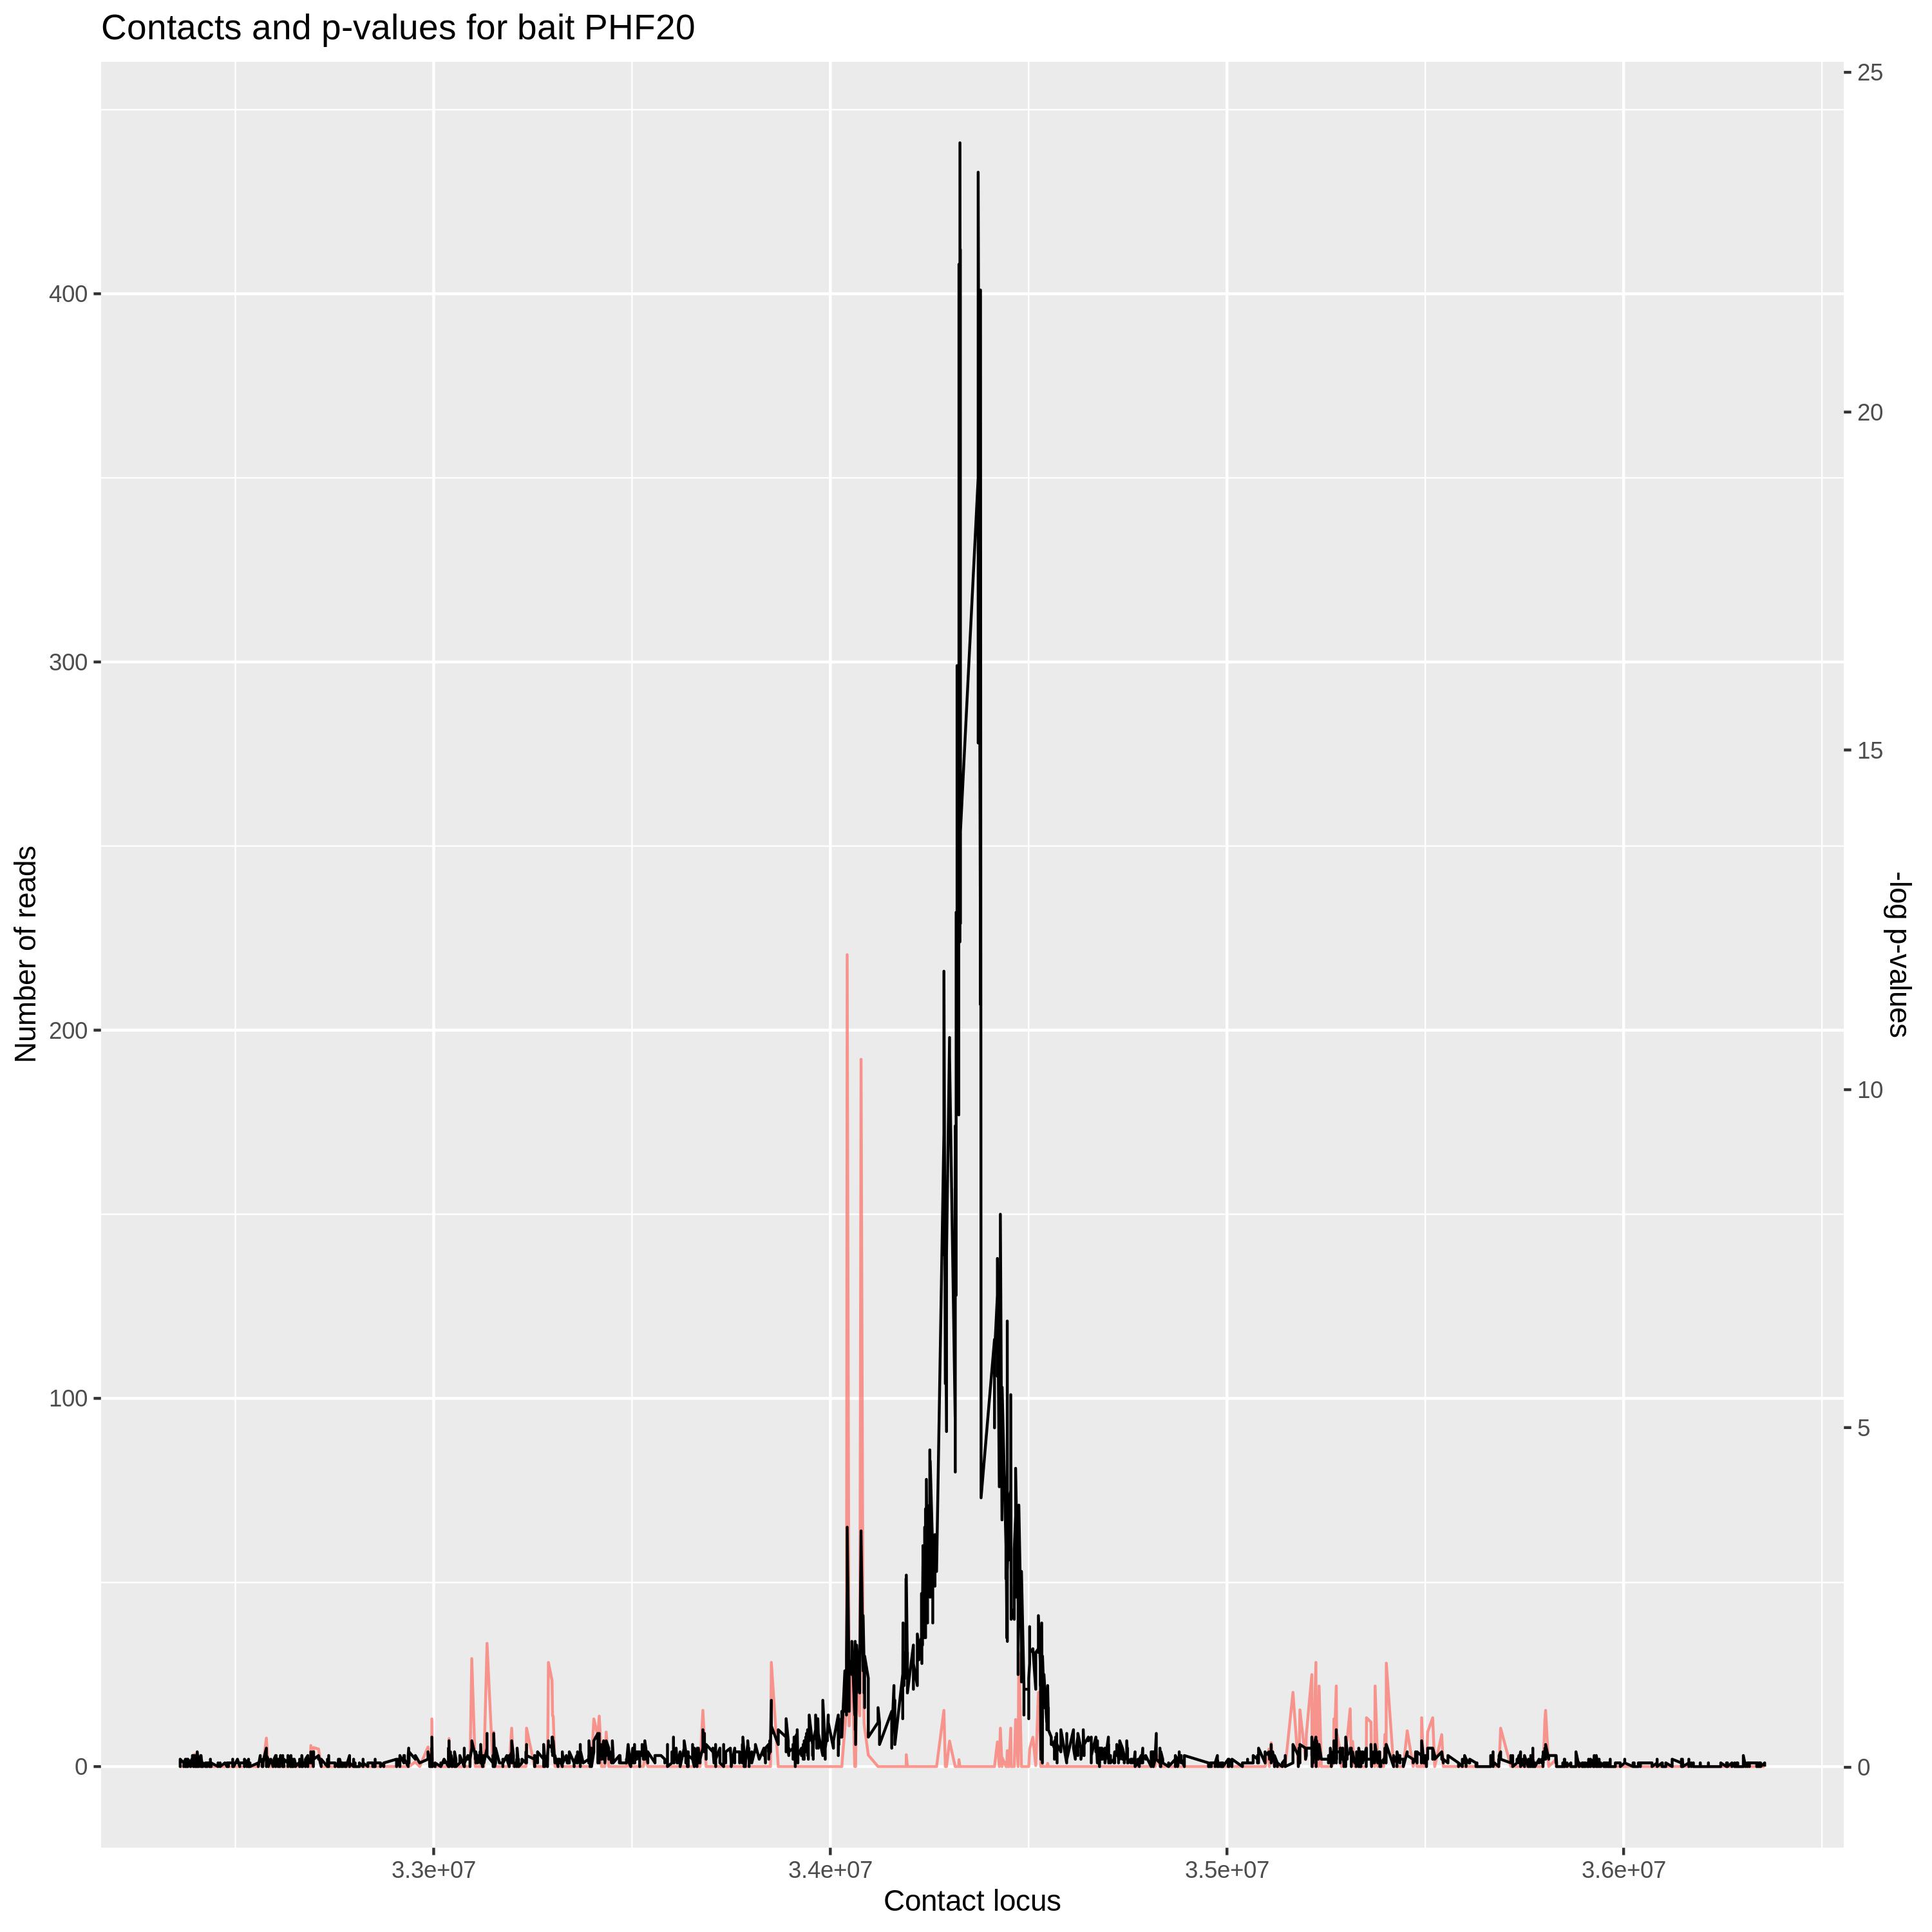 Contacts and p-values for bait PHF20
Number of reads
400
300
200
100
0
25
20
15
10
5
0
-log p-values
3.3e+07
3.4e+07
3.5e+07
3.6e+07
Contact locus